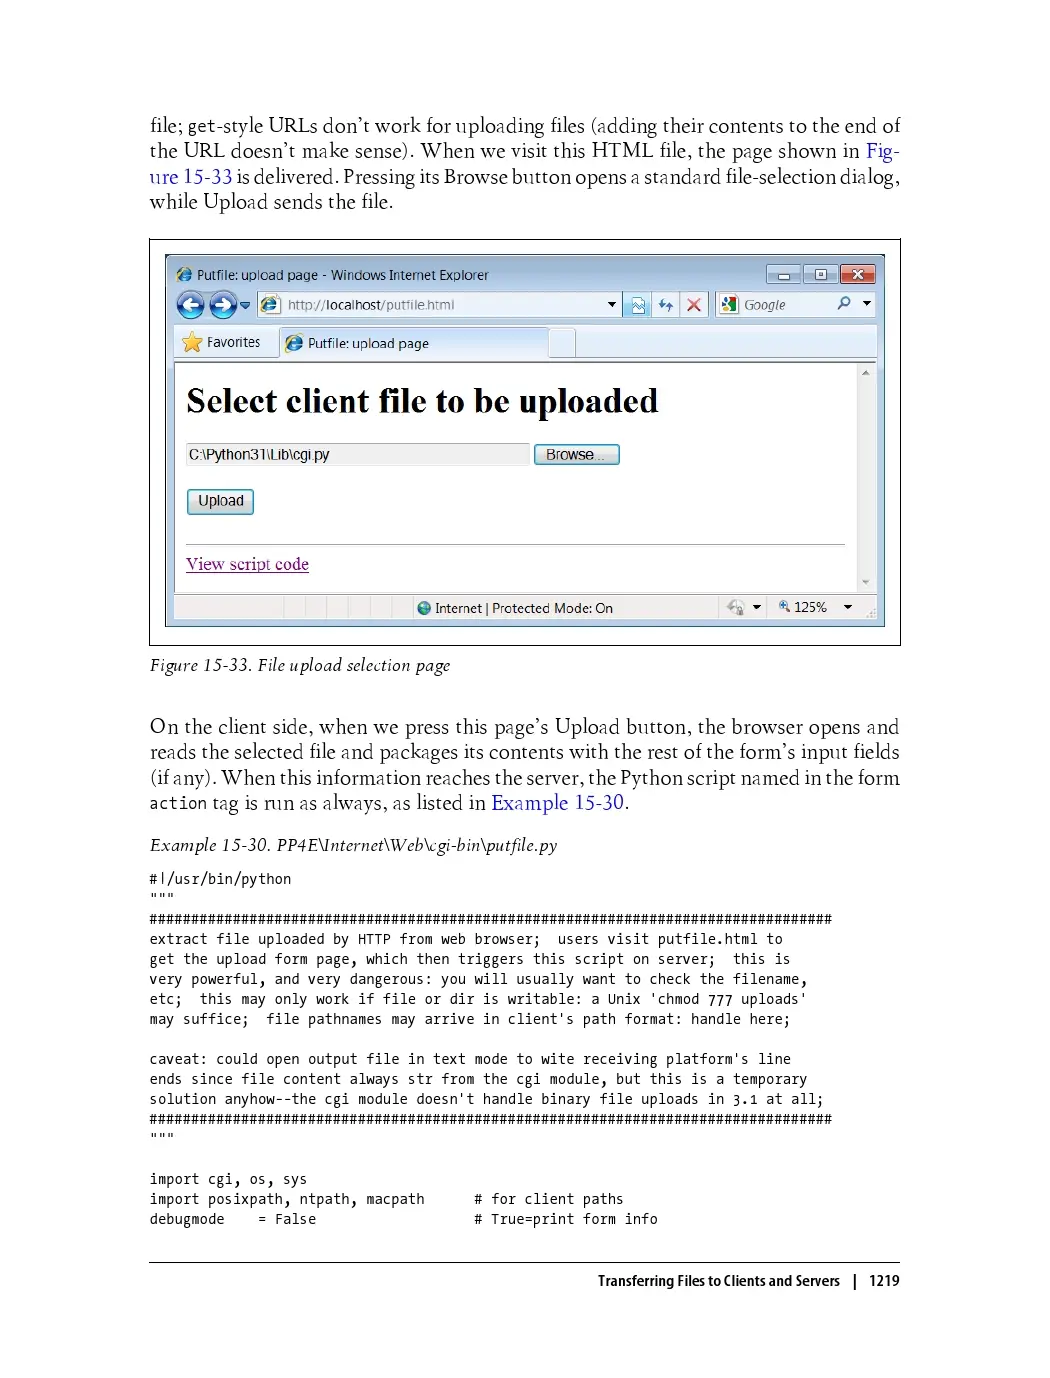 file; get-style URLs don't work for uploading files (adding their contents to the end of
the URL doesn't make sense). When we visit this HTML file, the page shown in Fig-
ure 15-33 is delivered. Pressing its Browse button opens a standard file-selection dialog,
while Upload sends the file.
Putfile: upload page - Windows Internet Explorer
http://localhost/putfile.html
Google
Favorites
Putfile: upload page
Select client file to be uploaded
C:\Python31\Lib\cgi.py
Browse...
Upload
View script code
Internet | Protected Mode: On
125%
Figure 15-33. File upload selection page
On the client side, when we press this page's Upload button, the browser opens and
reads the selected file and packages its contents with the rest of the form's input fields
(if any). When this information reaches the server, the Python script named in the form
action tag is run as always, as listed in Example 15-30.
Example 15-30. PP4E\Internet\Web\cgi-bin\putfile.py
#!/usr/bin/python
"""
##################################################################################
extract file uploaded by HTTP from web browser;  users visit putfile.html to
get the upload form page, which then triggers this script on server;  this is
very powerful, and very dangerous: you will usually want to check the filename,
etc;  this may only work if file or dir is writable: a Unix 'chmod 777 uploads'
may suffice;  file pathnames may arrive in client's path format: handle here;
caveat: could open output file in text mode to wite receiving platform's line
ends since file content always str from the cgi module, but this is a temporary
solution anyhow--the cgi module doesn't handle binary file uploads in 3.1 at all;
##################################################################################
"""
import cgi, os, sys
import posixpath, ntpath, macpath      # for client paths
debugmode    = False                   # True=print form info
Transferring Files to Clients and Servers | 1219